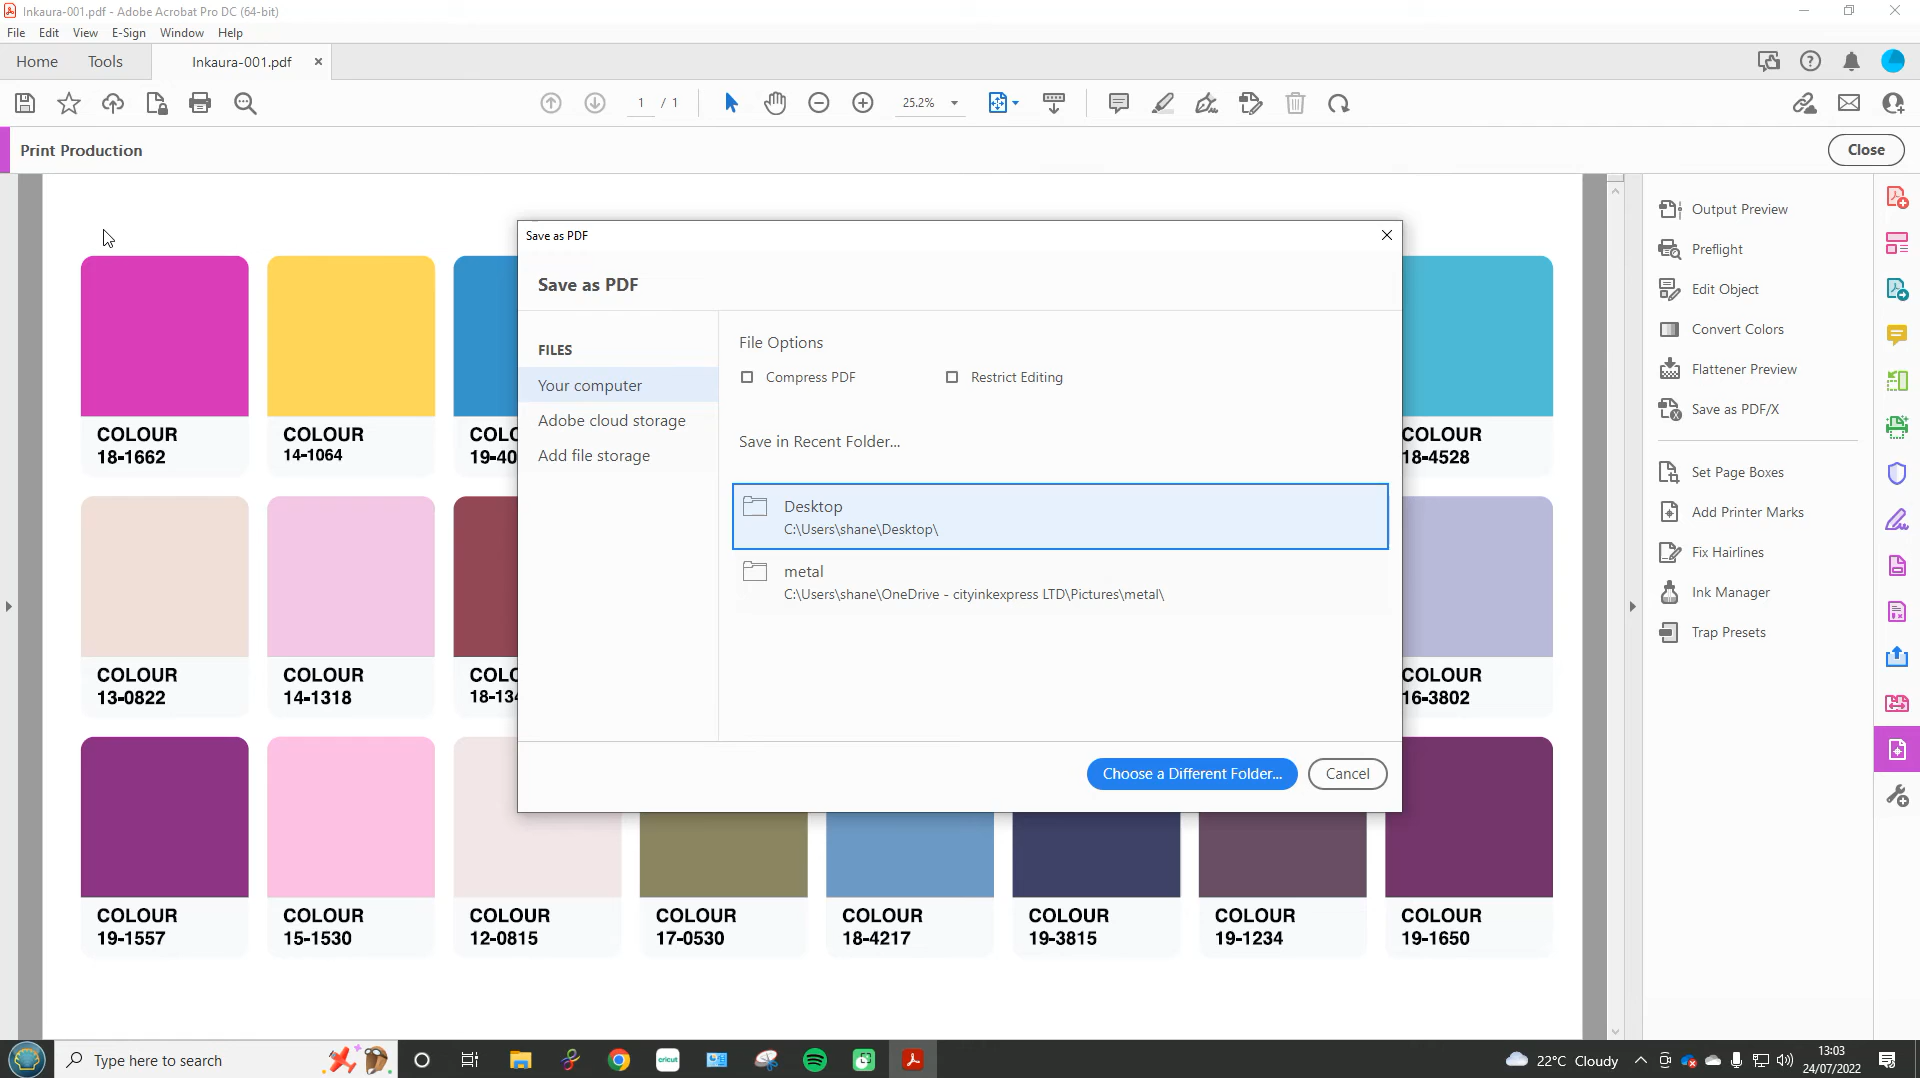 Inkaura-001.pdf - Adobe Acrobat Pro DC (64-bit)
File Edit View E-Sign Window Help
Home Tools Inkaura-001.pdf
1 / 1 25.2%
Print Production Close
Save as PDF
Save as PDF
FILES
Your computer
Adobe cloud storage
Add file storage
File Options
Compress PDF Restrict Editing
Save in Recent Folder...
Desktop
C:\Users\shane\Desktop\
metal
C:\Users\shane\OneDrive - cityinkexpress LTD\Pictures\metal\
Choose a Different Folder... Cancel
Output Preview
Preflight
Edit Object
Convert Colors
Flattener Preview
Save as PDF/X
Set Page Boxes
Add Printer Marks
Fix Hairlines
Ink Manager
Trap Presets
COLOUR
18-1662
COLOUR
14-1064
COLOUR
18-4528
COLOUR
13-0822
COLOUR
14-1318
COLOUR
16-3802
COLOUR
19-1557
COLOUR
15-1530
COLOUR
12-0815
COLOUR
17-0530
COLOUR
18-4217
COLOUR
19-3815
COLOUR
19-1234
COLOUR
19-1650
Type here to search
cricut
22°C Cloudy
13:03
24/07/2022